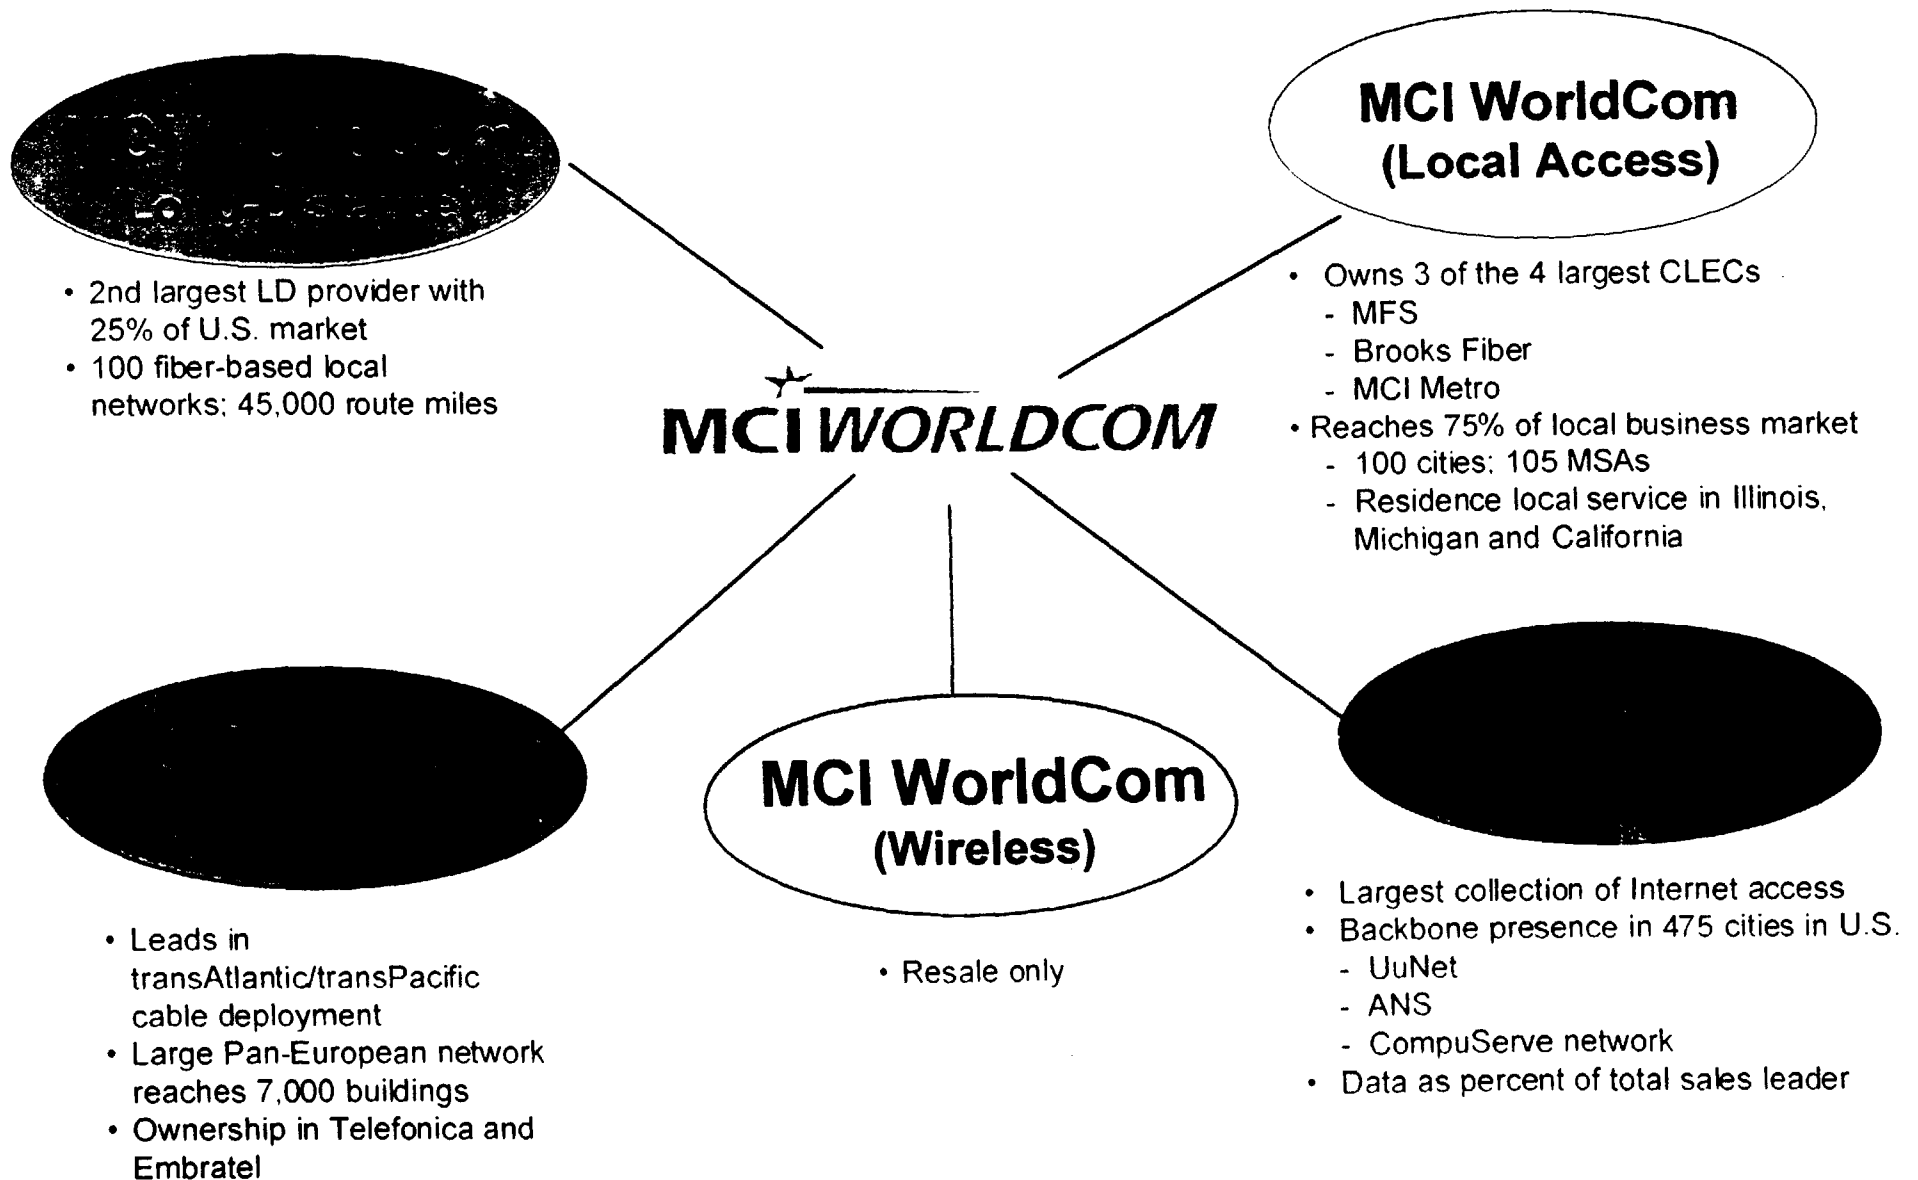 MCI WorldCom
(Local Access)
• 2nd largest LD provider with
25% of U.S. market
• 100 fiber-based local
networks; 45,000 route miles
• Owns 3 of the 4 largest CLECs
- MFS
- Brooks Fiber
- MCI Metro
• Reaches 75% of local business market
- 100 cities; 105 MSAs
- Residence local service in Illinois,
Michigan and California
MCI WORLDCOM
MCI WorldCom
(Wireless)
• Leads in
transAtlantic/transPacific
cable deployment
• Large Pan-European network
reaches 7,000 buildings
• Ownership in Telefonica and
Embratel
• Resale only
• Largest collection of Internet access
• Backbone presence in 475 cities in U.S.
- UuNet
- ANS
- CompuServe network
• Data as percent of total sales leader